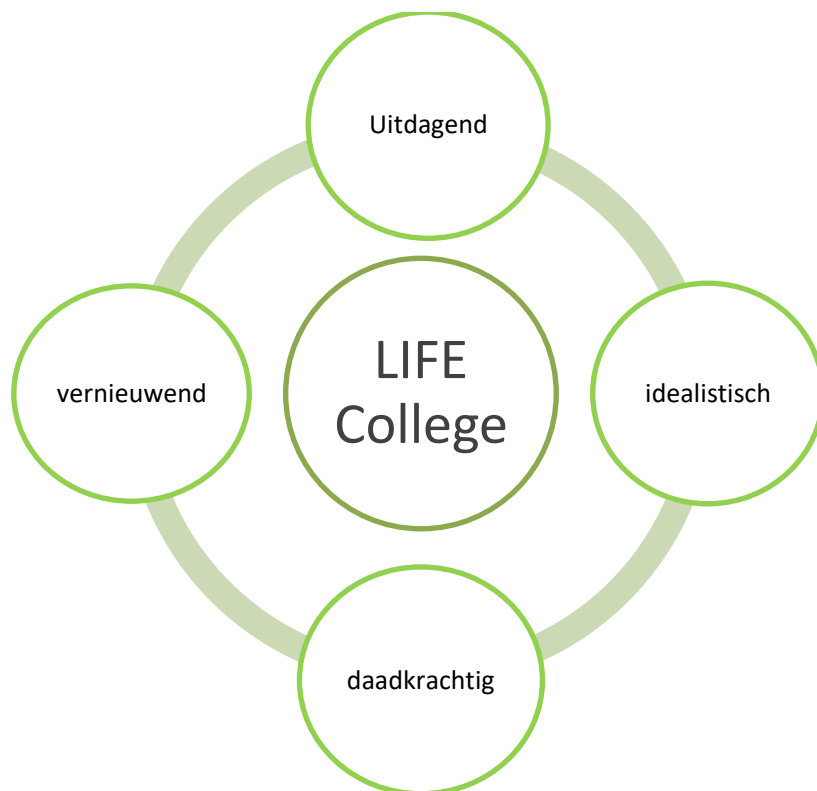 Uitdagend
vernieuwend
LIFE
College
idealistisch
daadkrachtig